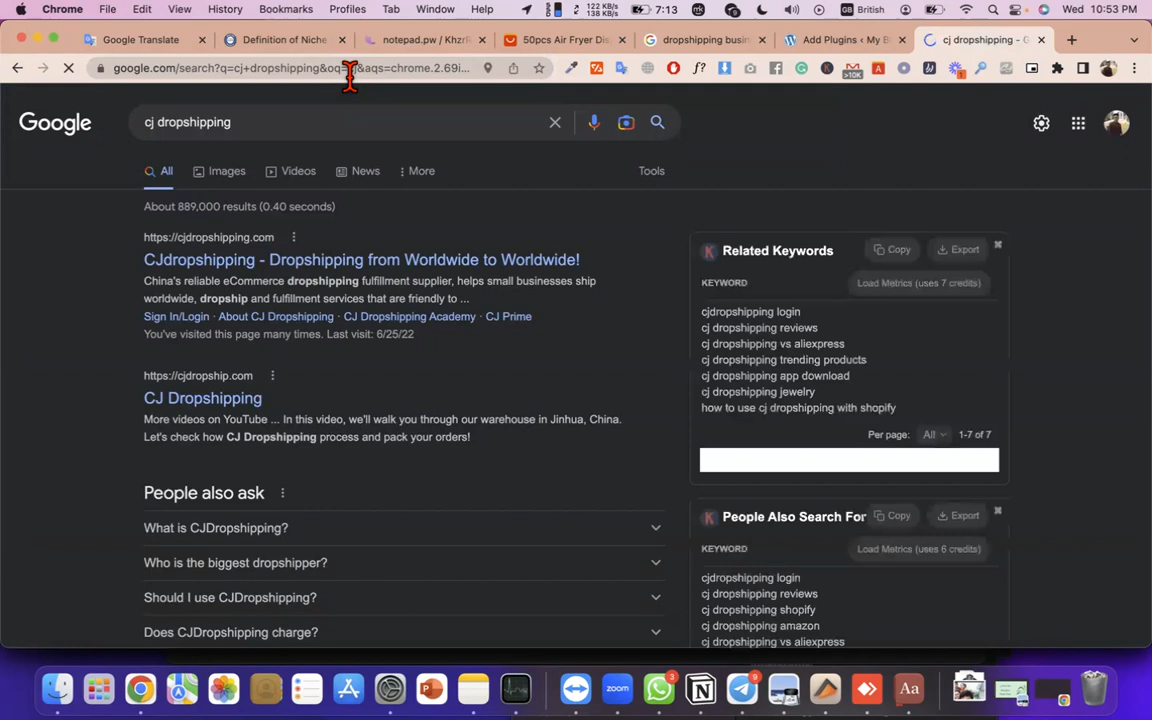 Chrome File Edit View History Bookmarks Profiles Tab Window Help 122 KB/s 138 KB/s 7:13 British Wed 10:53 PM
Google Translate Definition of Niche notepad.pw / KhzrF 50pcs Air Fryer Dis dropshipping busin Add Plugins ‹ My Bl cj dropshipping - G
google.com/search?q=cj+dropshipping&oq=cj&aqs=chrome.2.69i... f? >10K
Google cj dropshipping
All Images Videos News More Tools
About 889,000 results (0.40 seconds)
https://cjdropshipping.com
CJdropshipping - Dropshipping from Worldwide to Worldwide!
China's reliable eCommerce dropshipping fulfillment supplier, helps small businesses ship
worldwide, dropship and fulfillment services that are friendly to ...
Sign In/Login · About CJ Dropshipping · CJ Dropshipping Academy · CJ Prime
You've visited this page many times. Last visit: 6/25/22
https://cjdropship.com
CJ Dropshipping
More videos on YouTube ... In this video, we'll walk you through our warehouse in Jinhua, China.
Let's check how CJ Dropshipping process and pack your orders!
People also ask
What is CJDropshipping?
Who is the biggest dropshipper?
Should I use CJDropshipping?
Does CJDropshipping charge?
K Related Keywords Copy Export
KEYWORD Load Metrics (uses 7 credits)
cjdropshipping login
cj dropshipping reviews
cj dropshipping vs aliexpress
cj dropshipping trending products
cj dropshipping app download
cj dropshipping jewelry
how to use cj dropshipping with shopify
Per page: All 1-7 of 7
K People Also Search For Copy Export
KEYWORD Load Metrics (uses 6 credits)
cjdropshipping login
cj dropshipping reviews
cj dropshipping shopify
cj dropshipping amazon
cj dropshipping vs aliexpress
zoom 3 9 Aa